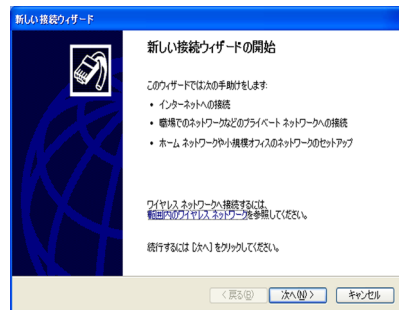 新しい接続ウィザード
新しい接続ウィザードの開始
このウィザードでは次の手助けをします:
• インターネットへの接続
• 職場でのネットワークなどのプライベート ネットワークへの接続
• ホーム ネットワークや小規模オフィスのネットワークのセットアップ
ワイヤレス ネットワークへ接続するには、
範囲内のワイヤレス ネットワークを参照してください。
続行するには [次へ] をクリックしてください。
< 戻る(B) 次へ(N) > キャンセル